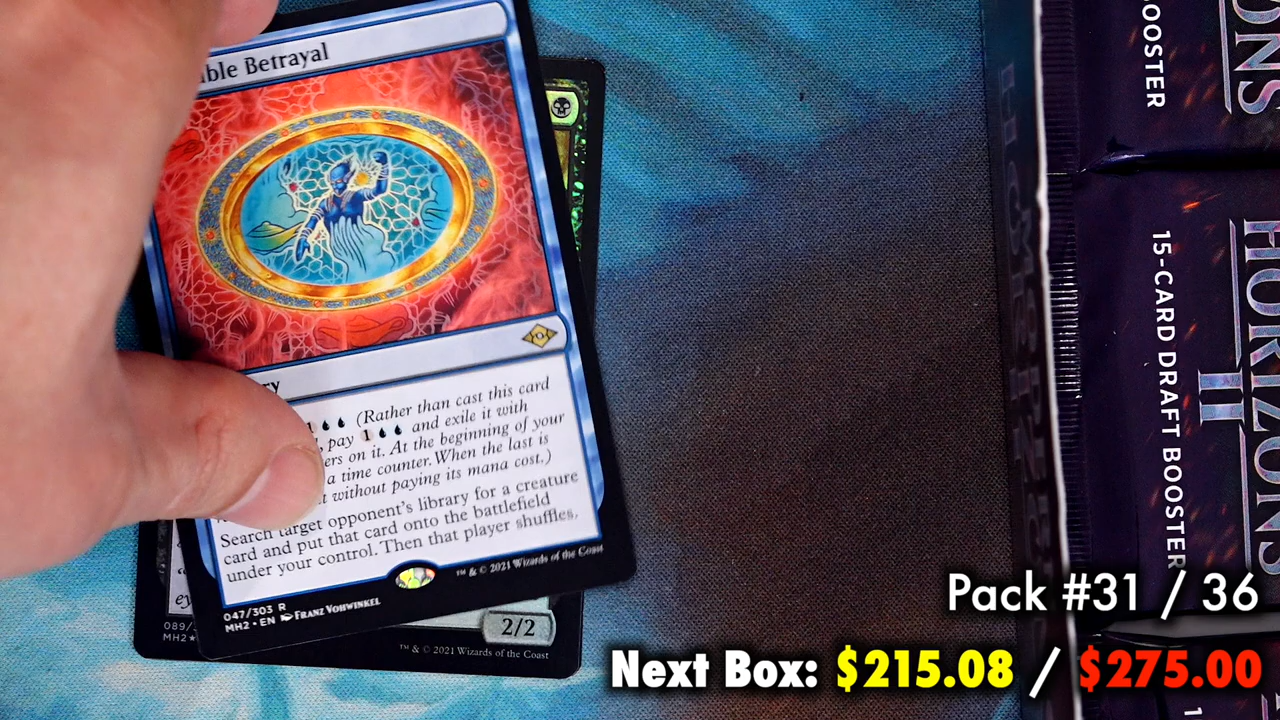 Betrayal
(Rather than cast this card
pay 1 and exile it with
on it. At the beginning of your
a time counter. When the last is
without paying its mana cost.)
Search target opponent's library for a creature
card and put that card onto the battlefield
under your control. Then that player shuffles.
047/303 R
MH2 • EN FRANZ VOHWINKEL
™ & © 2021 Wizards of the Coast
089/
MH2
2/2
™ & © 2021 Wizards of the Coast
BOOSTER
HORIZONS
II
15-CARD DRAFT BOOSTER
Pack #31 / 36
Next Box: $215.08 / $275.00